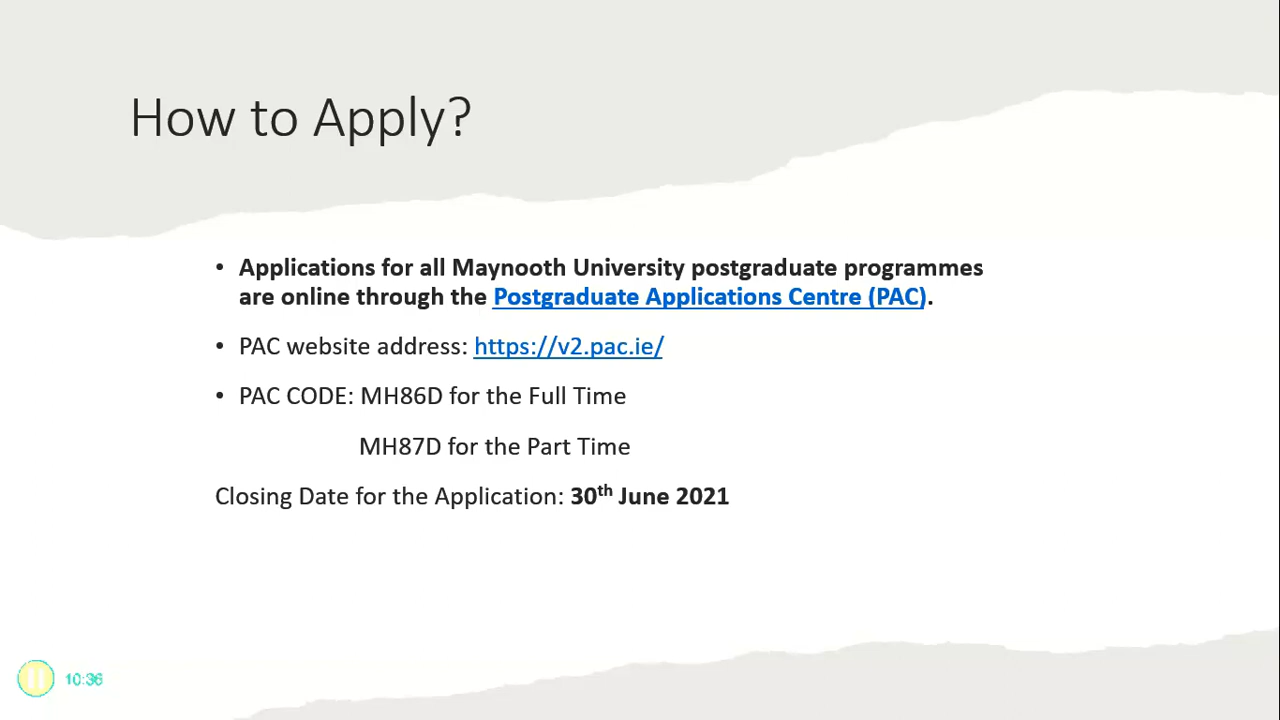 How to Apply?
• Applications for all Maynooth University postgraduate programmes
are online through the Postgraduate Applications Centre (PAC).
• PAC website address: https://v2.pac.ie/
• PAC CODE: MH86D for the Full Time
MH87D for the Part Time
Closing Date for the Application: 30th June 2021
10:36